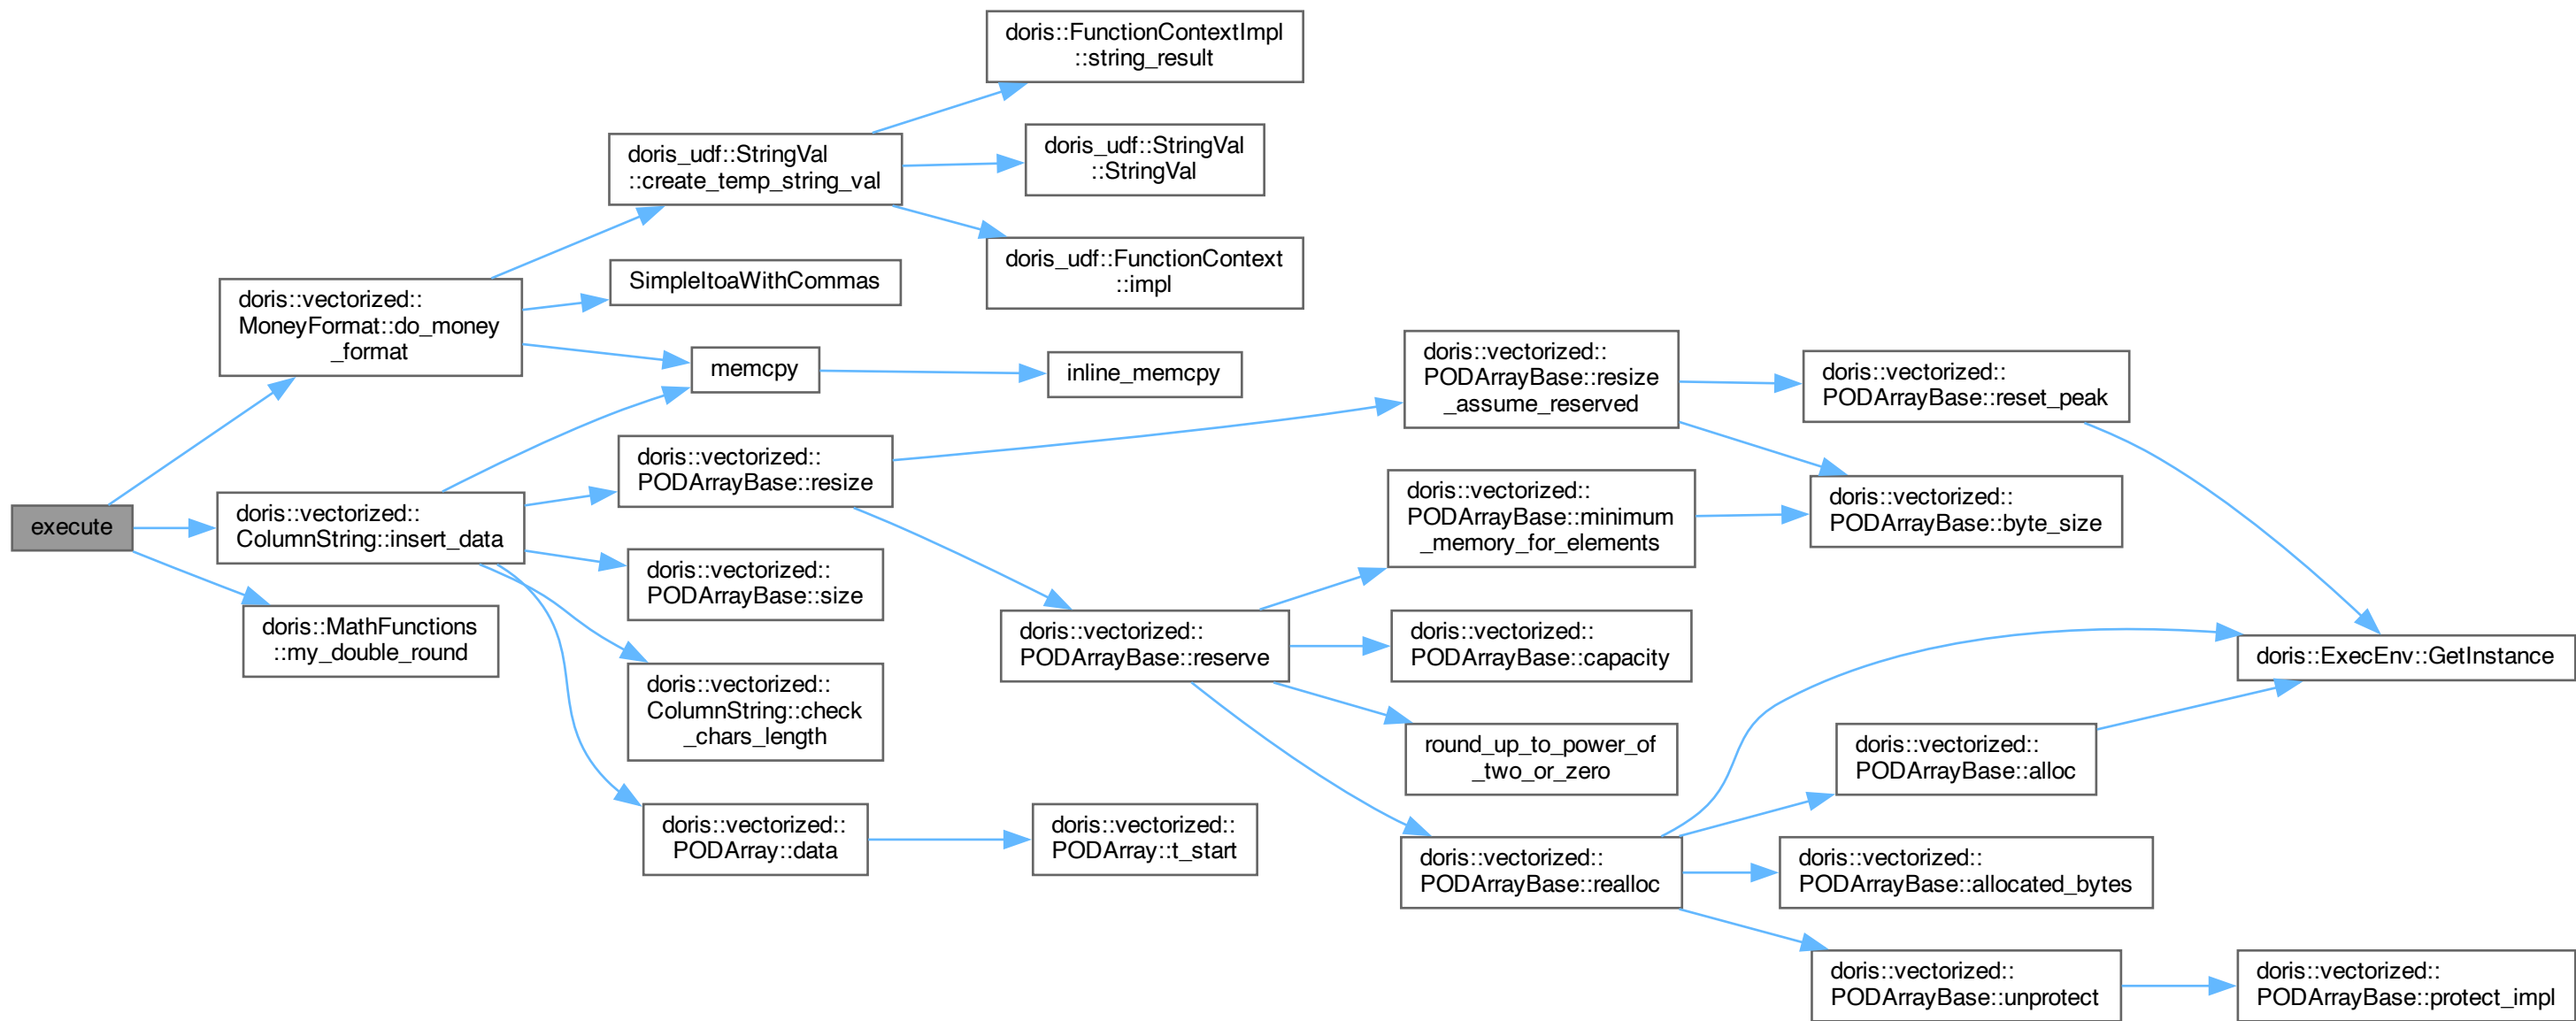 doris::FunctionContextImpl
::string_result
doris_udf::StringVal
::create_temp_string_val
doris_udf::StringVal
::StringVal
doris_udf::FunctionContext
::impl
SimpleItoaWithCommas
doris::vectorized::
MoneyFormat::do_money
_format
memcpy
inline_memcpy
doris::vectorized::
PODArrayBase::resize
_assume_reserved
doris::vectorized::
PODArrayBase::reset_peak
doris::vectorized::
PODArrayBase::resize
doris::vectorized::
PODArrayBase::minimum
_memory_for_elements
doris::vectorized::
PODArrayBase::byte_size
execute
doris::vectorized::
ColumnString::insert_data
doris::vectorized::
PODArrayBase::size
doris::MathFunctions
::my_double_round
doris::vectorized::
PODArrayBase::reserve
doris::vectorized::
PODArrayBase::capacity
doris::ExecEnv::GetInstance
doris::vectorized::
ColumnString::check
_chars_length
round_up_to_power_of
_two_or_zero
doris::vectorized::
PODArrayBase::alloc
doris::vectorized::
PODArray::data
doris::vectorized::
PODArray::t_start
doris::vectorized::
PODArrayBase::realloc
doris::vectorized::
PODArrayBase::allocated_bytes
doris::vectorized::
PODArrayBase::unprotect
doris::vectorized::
PODArrayBase::protect_impl